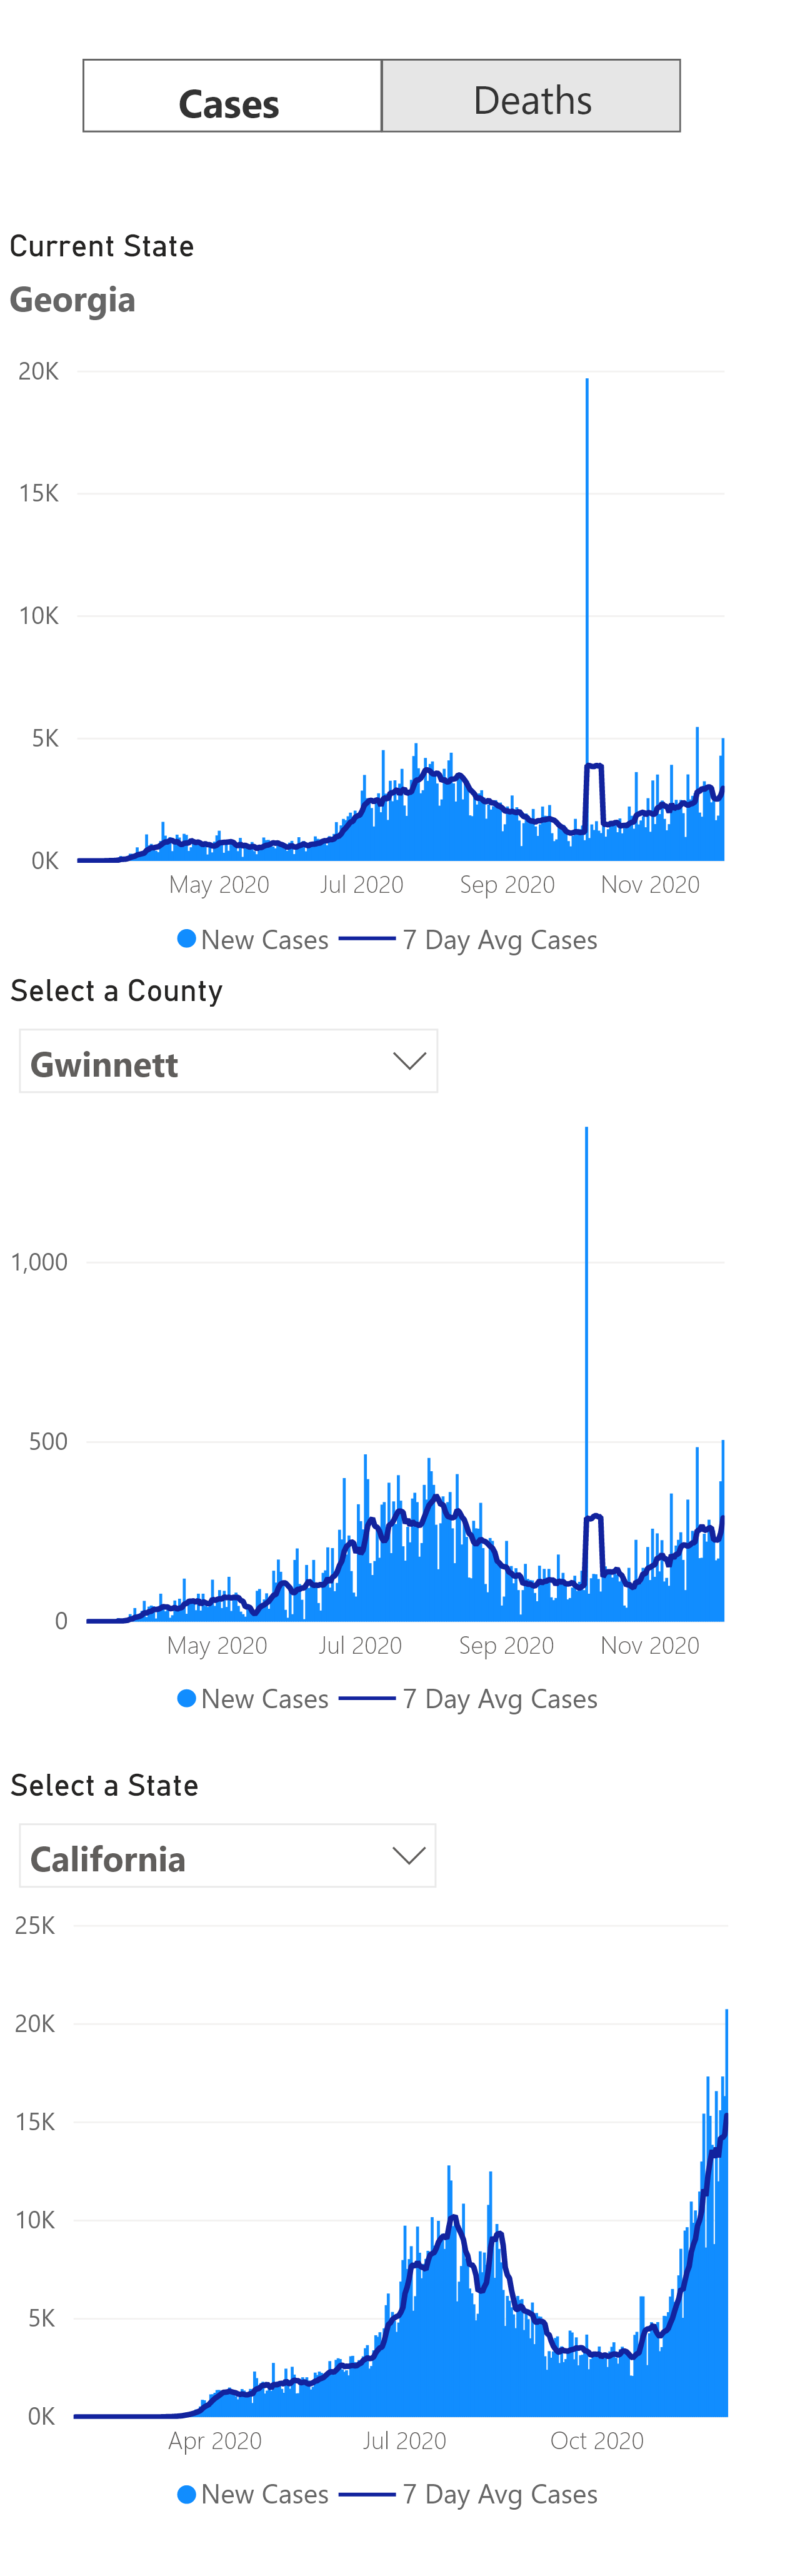 Cases Deaths
Current State
Georgia
20K
15K
10K
5K
0K
May 2020 Jul 2020 Sep 2020 Nov 2020
New Cases 7 Day Avg Cases
Select a County
Gwinnett
1,000
500
0
May 2020 Jul 2020 Sep 2020 Nov 2020
New Cases 7 Day Avg Cases
Select a State
California
25K
20K
15K
10K
5K
0K
Apr 2020 Jul 2020 Oct 2020
New Cases 7 Day Avg Cases